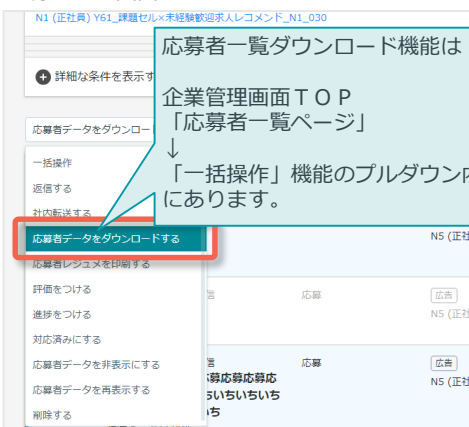 N1 (正社員) Y61_課題セル×未経験歓迎求人レコメンド_N1_030
応募者一覧ダウンロード機能は
企業管理画面TOP
「応募者一覧ページ」
↓
「一括操作」機能のプルダウン内
にあります。
詳細な条件を表示す
応募者データをダウンロー
一括操作
返信する
社内転送する
応募者データをダウンロードする
N5 (正社
応募者レジュメを印刷する
評価をつける
応募
広告
進捗をつける
N5 (正社
対応済みにする
応募者データを非表示にする
応募
広告
募応募応募応
N5 (正社
応募者データを再表示する
ちいちいちいち
削除する
いち